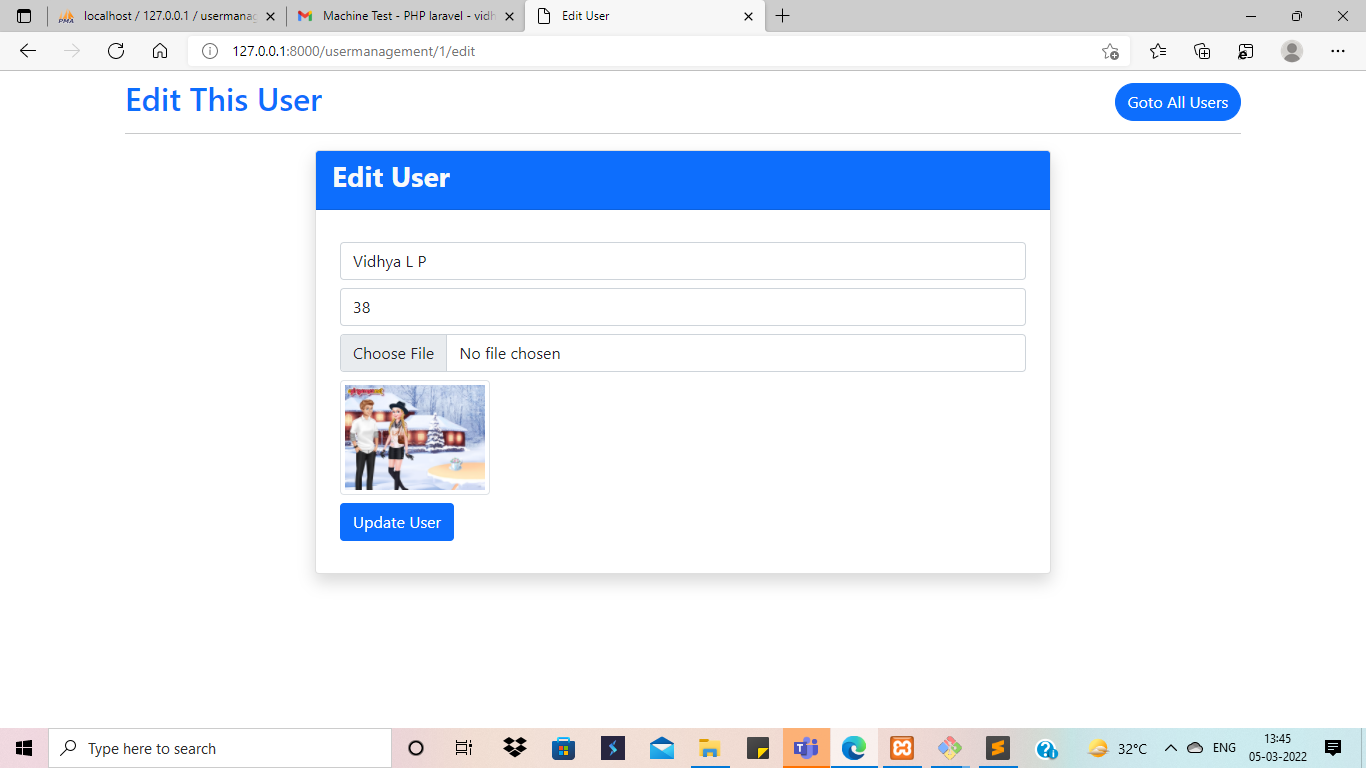 localhost / 127.0.0.1 / usermanag
Machine Test - PHP laravel - vidh
Edit User
127.0.0.1:8000/usermanagement/1/edit
Edit This User
Goto All Users
Edit User
Vidhya L P
38
Choose File
No file chosen
Update User
Type here to search
32°C
ENG
13:45
05-03-2022